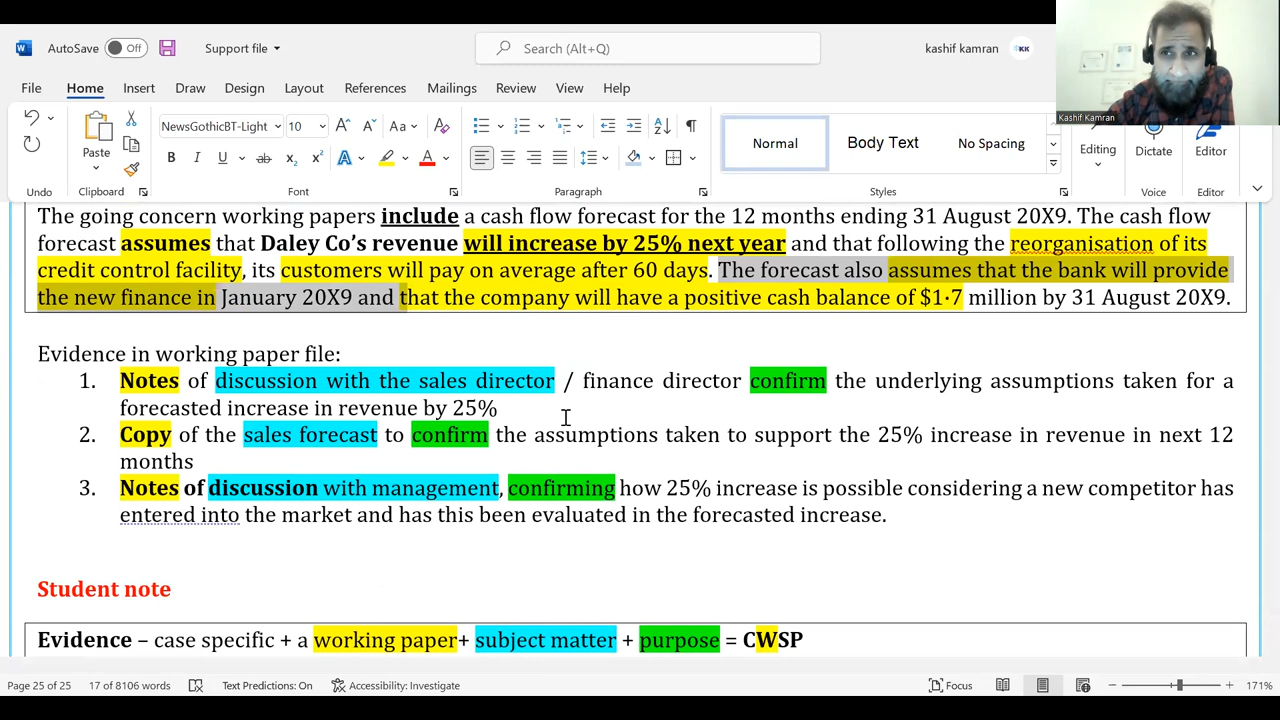 AutoSave Off Support file Search (Alt+Q) kashif kamran KK
Kashif Kamran
File Home Insert Draw Design Layout References Mailings Review View Help
NewsGothicBT-Light 10 Aa
Paste B I U ab x₂ x² A A
Normal Body Text No Spacing
Editing Dictate Editor
Undo Clipboard Font Paragraph Styles Voice Editor
The going concern working papers include a cash flow forecast for the 12 months ending 31 August 20X9. The cash flow
forecast assumes that Daley Co's revenue will increase by 25% next year and that following the reorganisation of its
credit control facility, its customers will pay on average after 60 days. The forecast also assumes that the bank will provide
the new finance in January 20X9 and that the company will have a positive cash balance of $1·7 million by 31 August 20X9.
Evidence in working paper file:
1. Notes of discussion with the sales director / finance director confirm the underlying assumptions taken for a
forecasted increase in revenue by 25%
2. Copy of the sales forecast to confirm the assumptions taken to support the 25% increase in revenue in next 12
months
3. Notes of discussion with management, confirming how 25% increase is possible considering a new competitor has
entered into the market and has this been evaluated in the forecasted increase.
Student note
Evidence – case specific + a working paper+ subject matter + purpose = CWSP
Page 25 of 25 17 of 8106 words Text Predictions: On Accessibility: Investigate Focus 171%